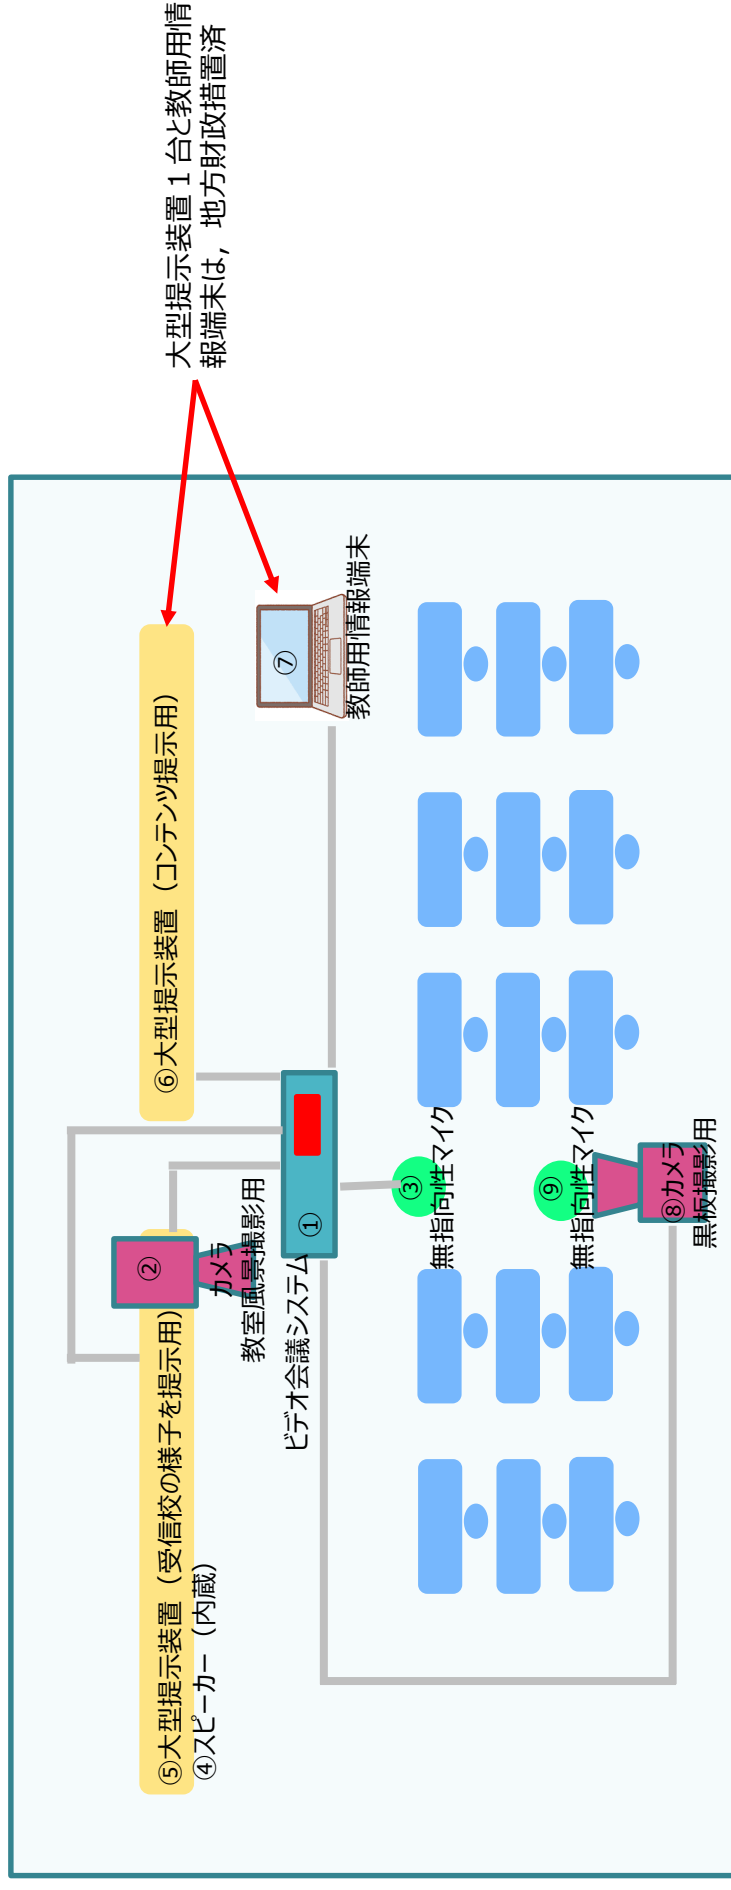 ⑤大型提示装置（受信校の様子を提示用）
④スピーカー（内蔵）
②
カメラ
教室風景撮影用
⑥大型提示装置（コンテンツ提示用）
大型提示装置１台と教師用情
報端末は，地方財政措置済
ビデオ会議システム
①
⑦
教師用情報端末
③
無指向性マイク
⑨
無指向性マイク
⑧カメラ
黒板撮影用